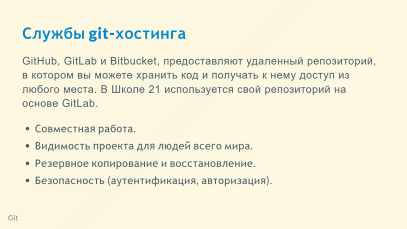 Службы git-хостинга
GitHub, GitLab и Bitbucket, предоставляют удаленный репозиторий,
в котором вы можете хранить код и получать к нему доступ из
любого места. В Школе 21 используется свой репозиторий на
основе GitLab.
• Совместная работа.
• Видимость проекта для людей всего мира.
• Резервное копирование и восстановление.
• Безопасность (аутентификация, авторизация).
Git